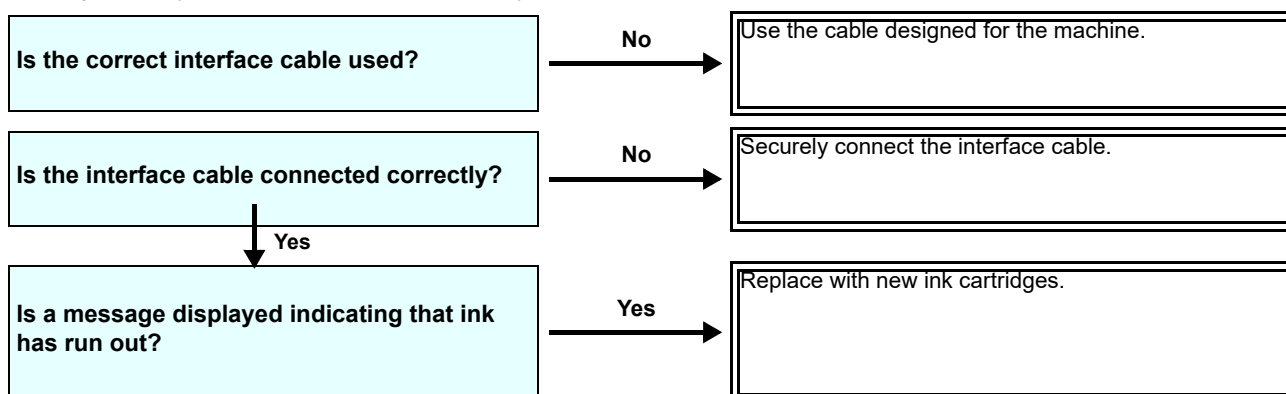 Is the correct interface cable used?
No
Use the cable designed for the machine.
Is the interface cable connected correctly?
No
Securely connect the interface cable.
Yes
Is a message displayed indicating that ink
has run out?
Yes
Replace with new ink cartridges.